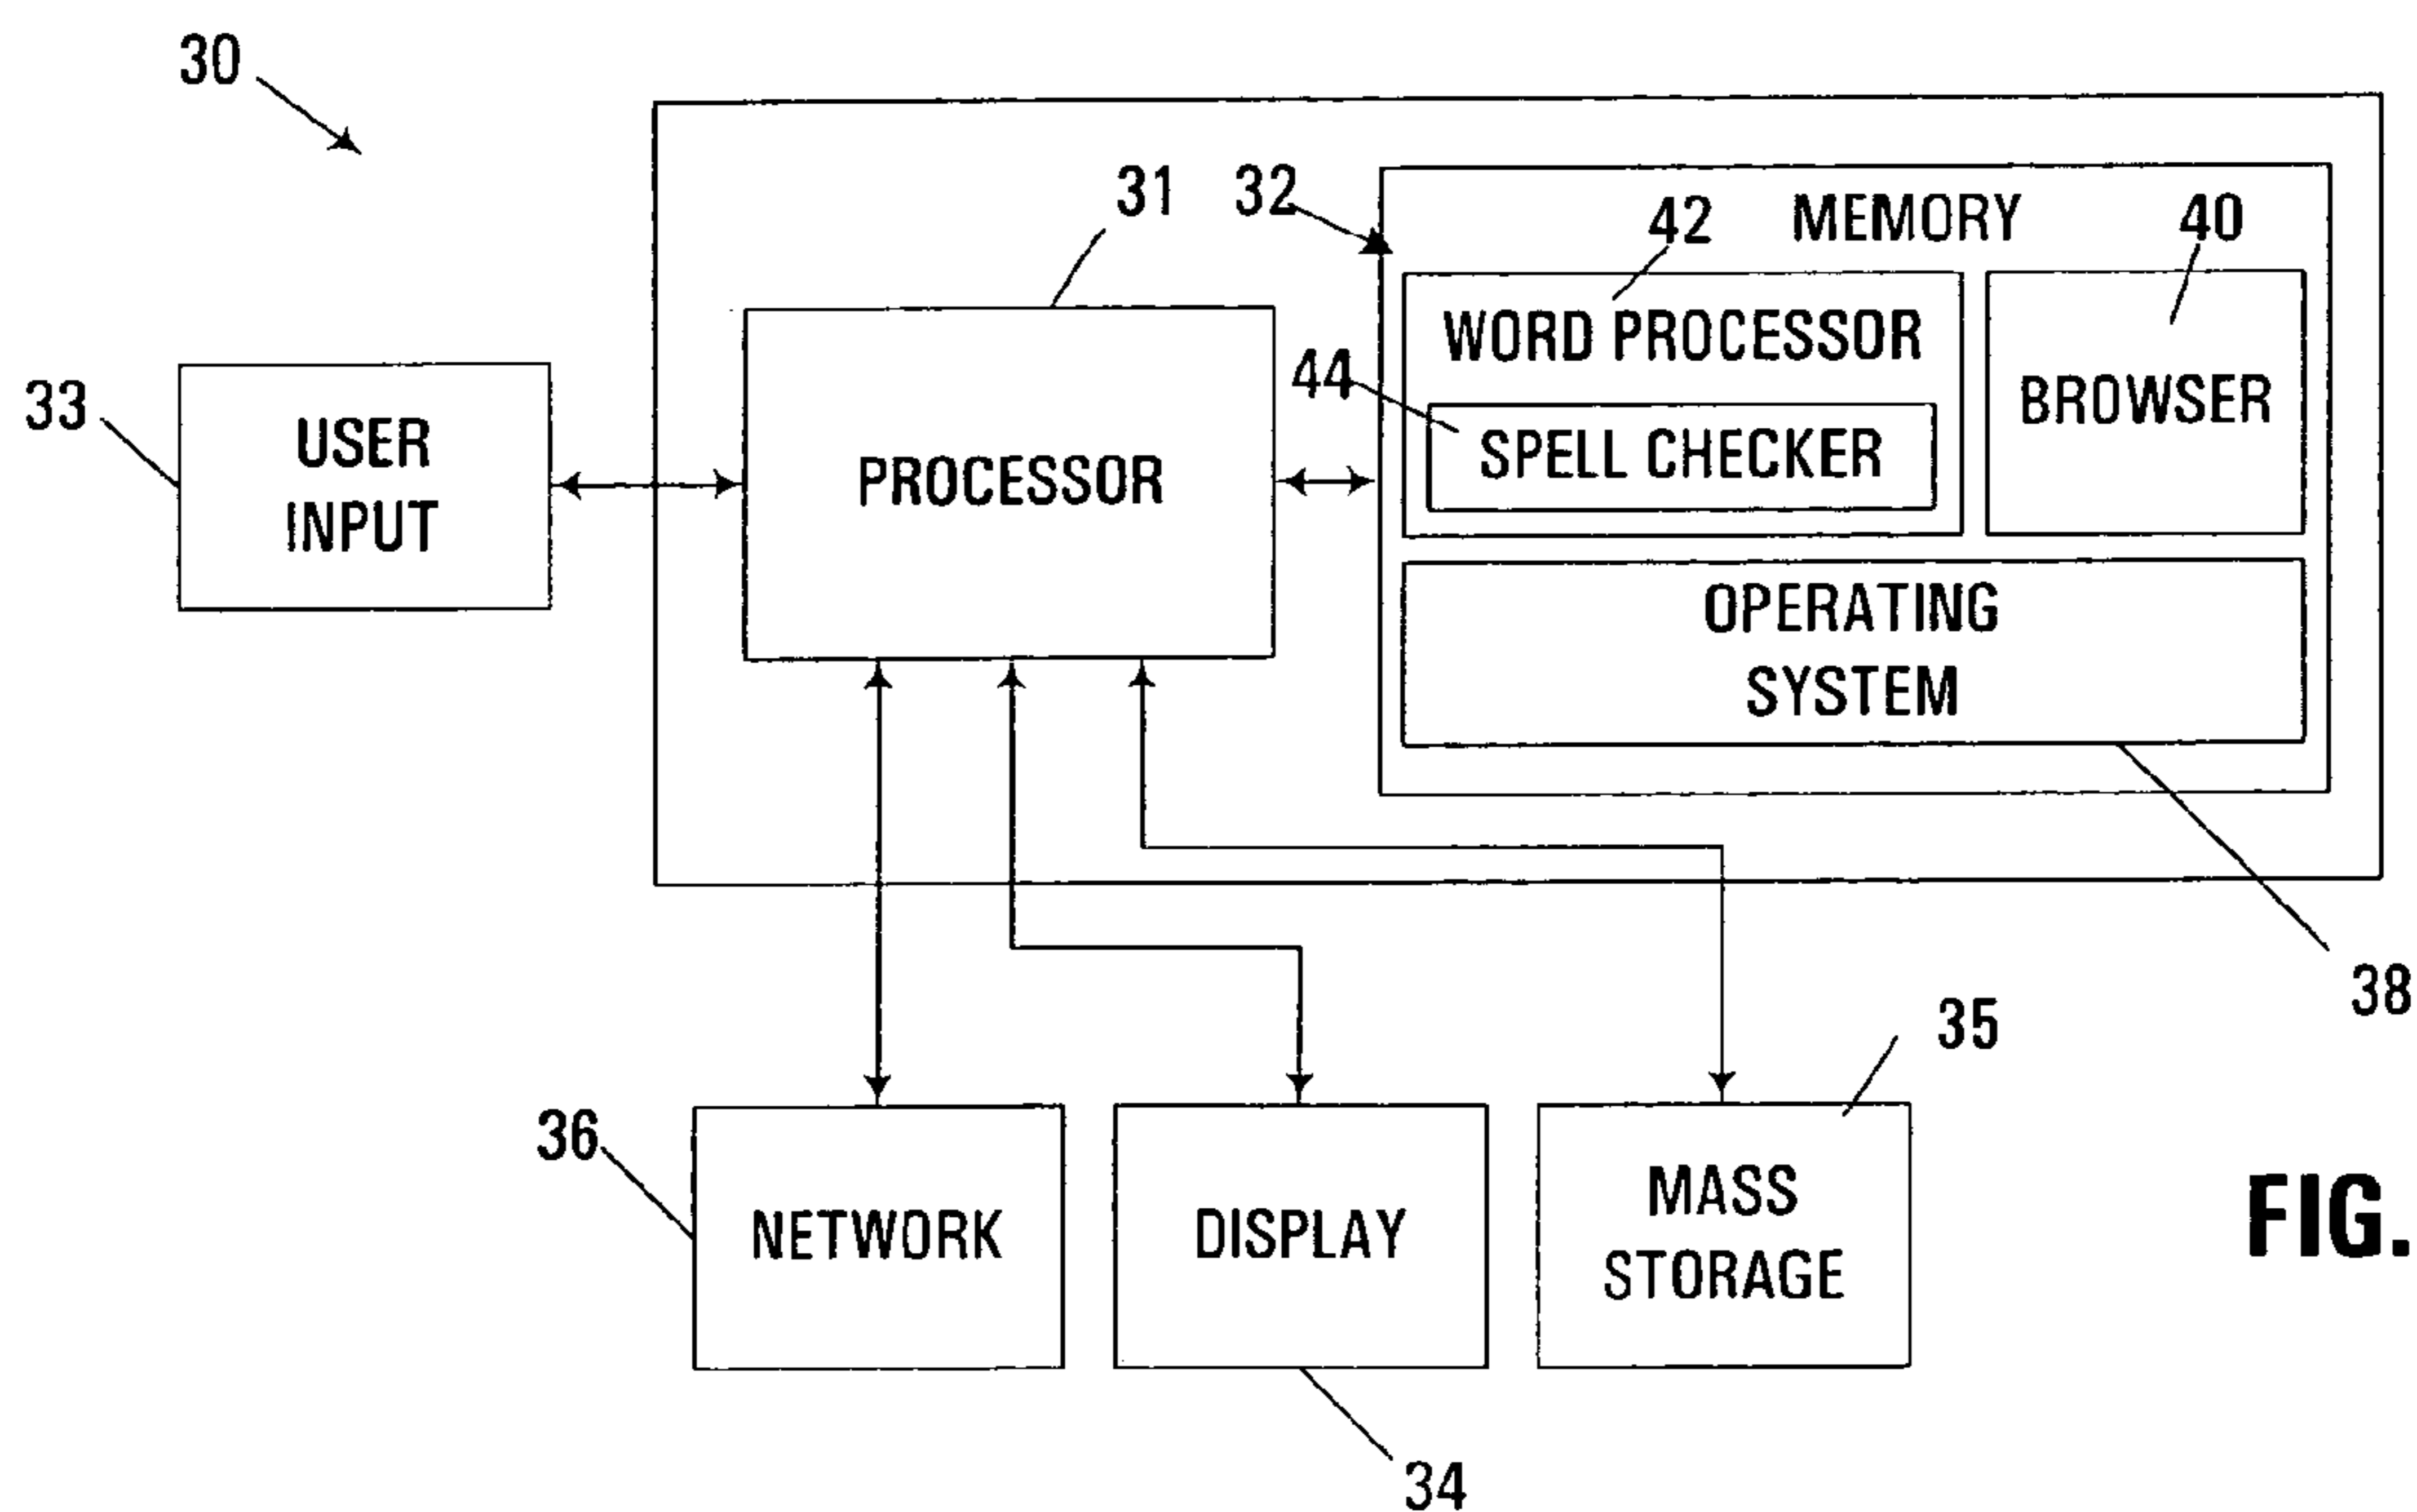 30
31
32
42
MEMORY
40
WORD PROCESSOR
44
BROWSER
SPELL CHECKER
33
USER
INPUT
PROCESSOR
OPERATING
SYSTEM
38
35
36
NETWORK
DISPLAY
MASS
STORAGE
34
FIG.